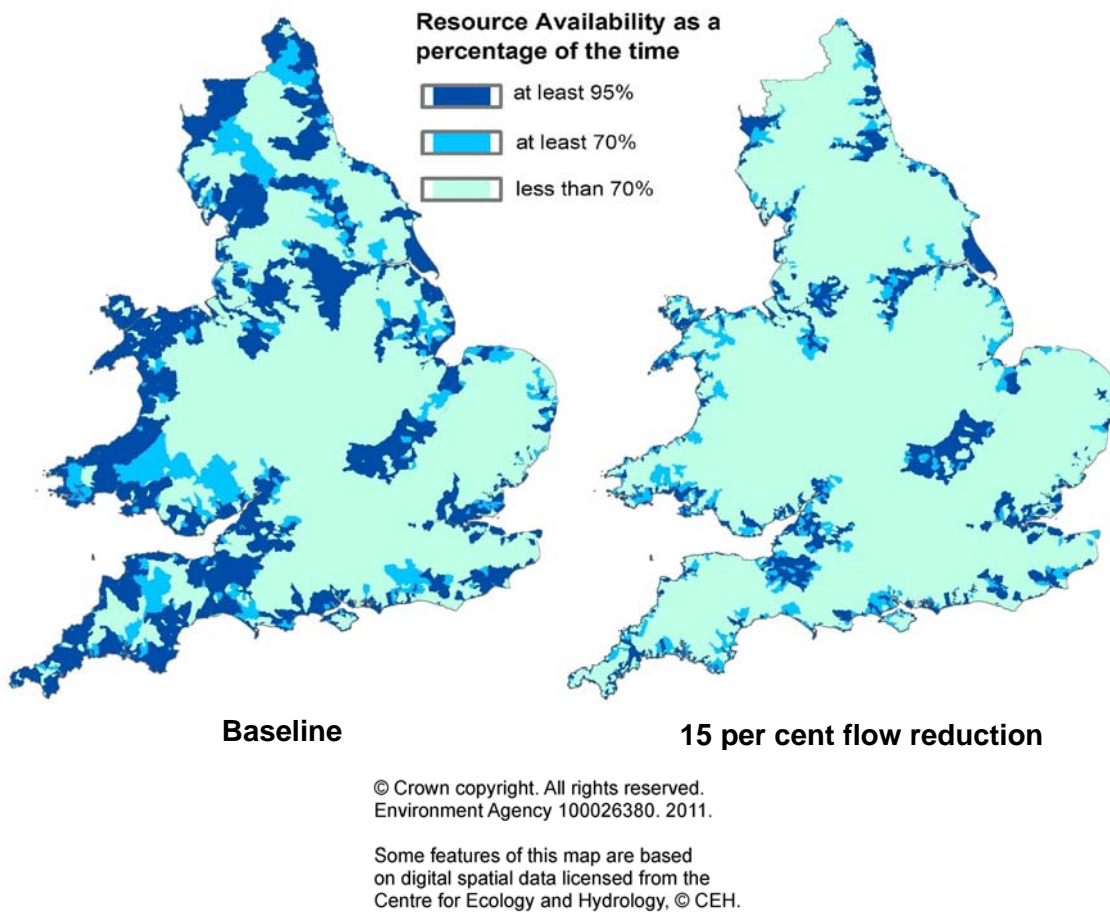 Resource Availability as a
percentage of the time
at least 95%
at least 70%
less than 70%
Baseline
15 per cent flow reduction
© Crown copyright. All rights reserved.
Environment Agency 100026380. 2011.
Some features of this map are based
on digital spatial data licensed from the
Centre for Ecology and Hydrology, © CEH.